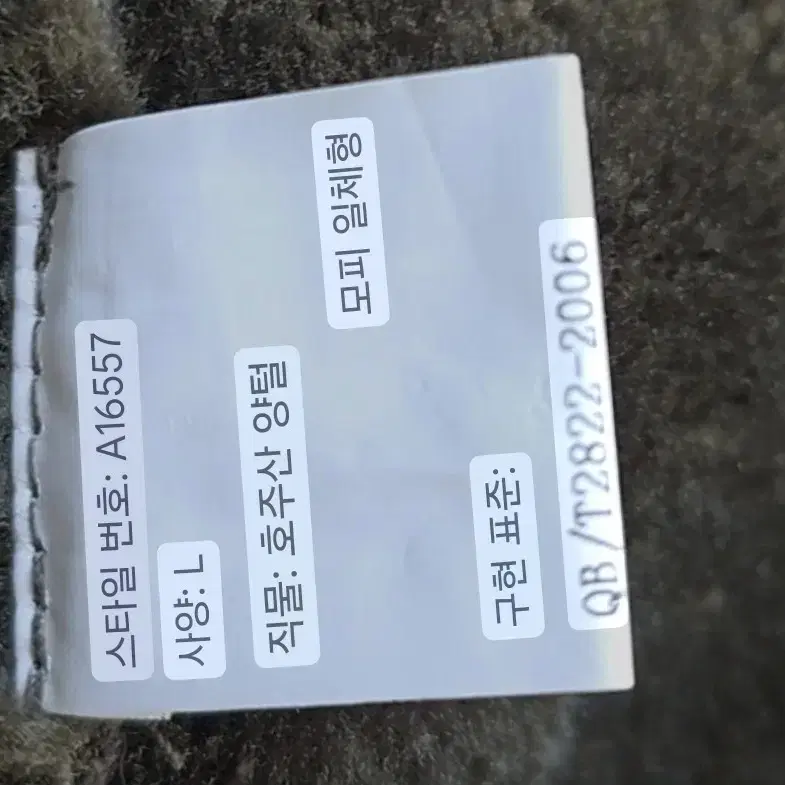 스타일 번호: A16557
사양: L
직물: 호주산 양털
모피 일체형
구현 표준:
QB/T2822-2006